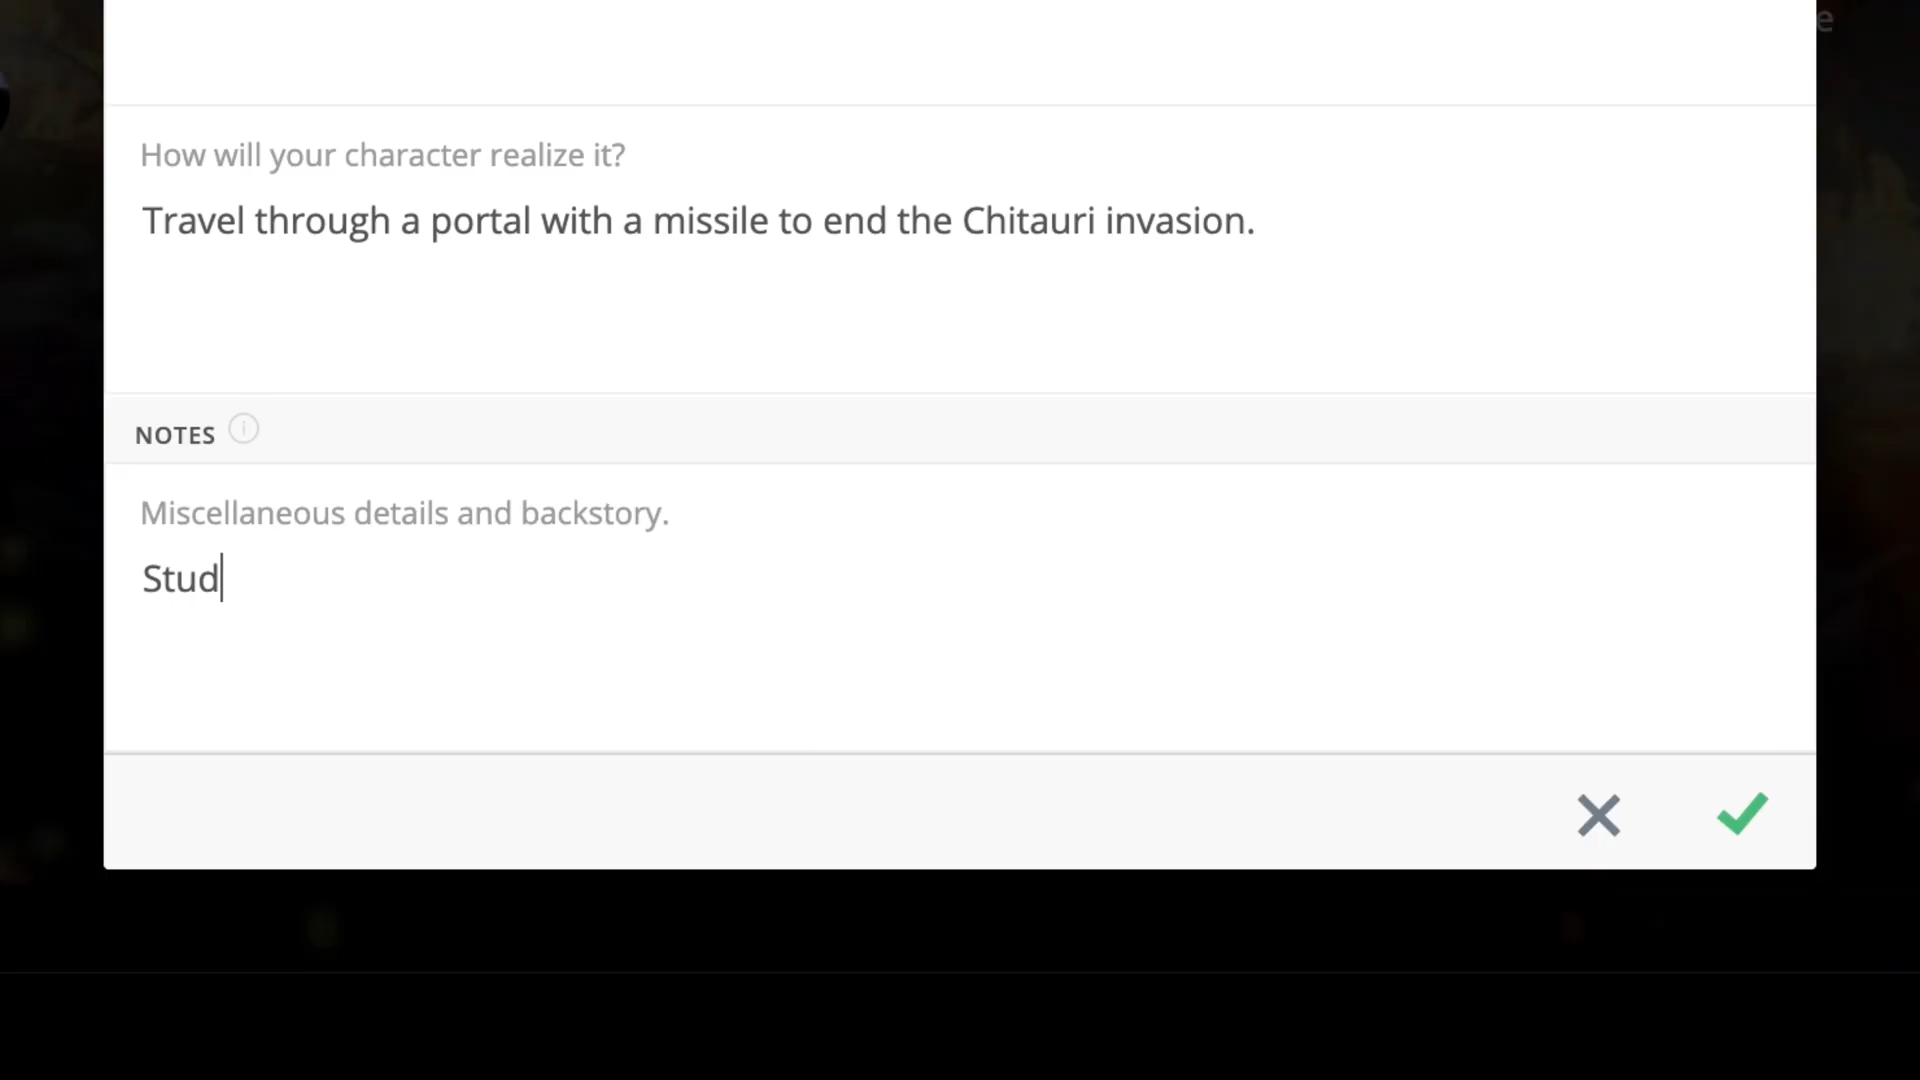 e
How will your character realize it?
Travel through a portal with a missile to end the Chitauri invasion.
NOTES
Miscellaneous details and backstory.
Stud